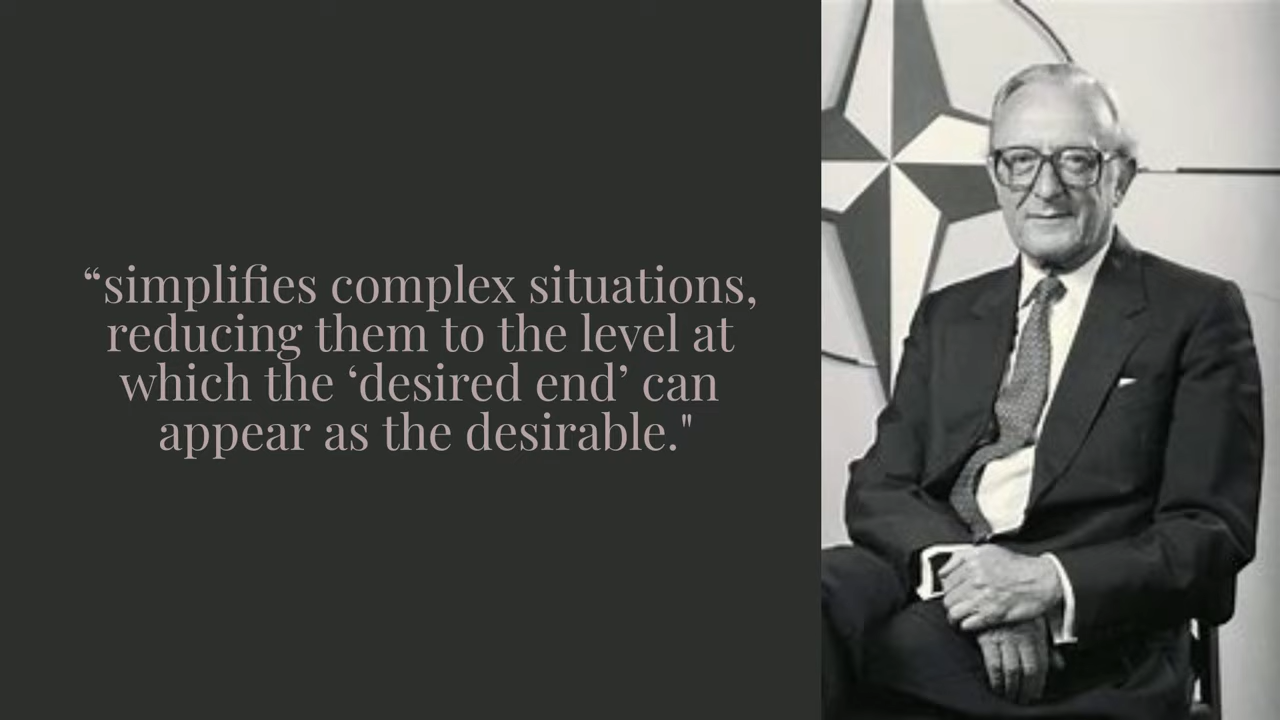 “simplifies complex situations,
reducing them to the level at
which the ‘desired end’ can
appear as the desirable."